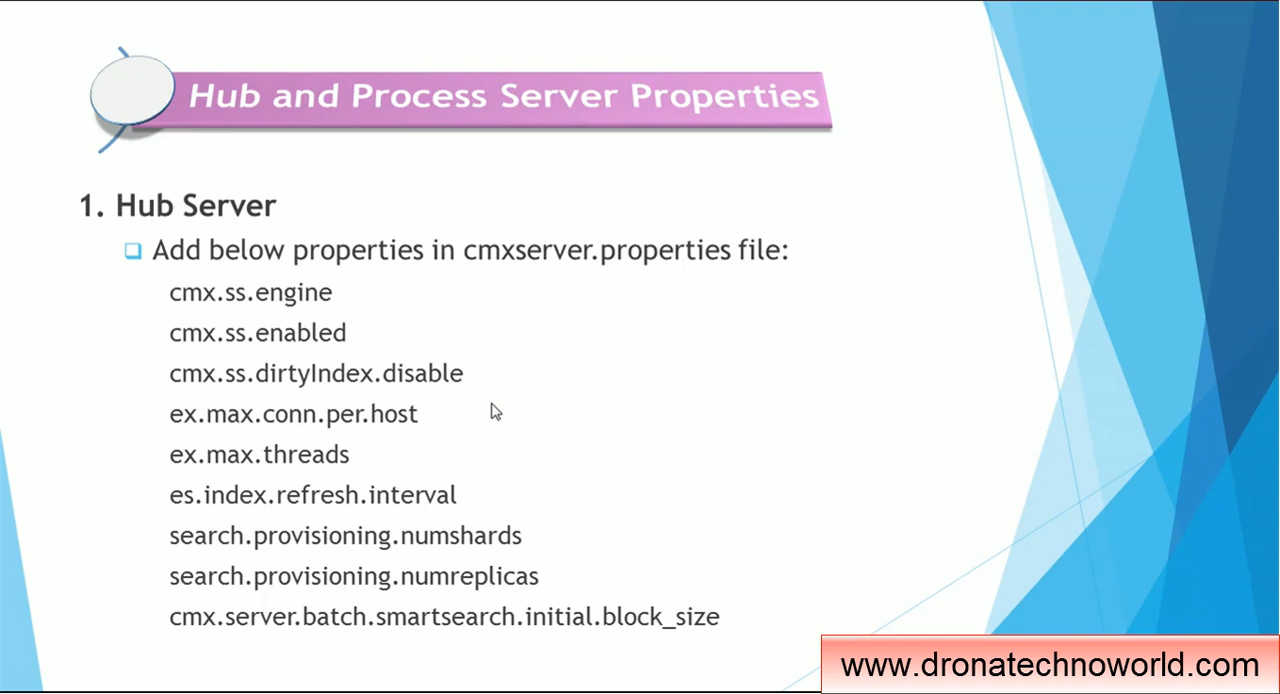 Hub and Process Server Properties
1. Hub Server
Add below properties in cmxserver.properties file:
cmx.ss.engine
cmx.ss.enabled
cmx.ss.dirtyIndex.disable
ex.max.conn.per.host
ex.max.threads
es.index.refresh.interval
search.provisioning.numshards
search.provisioning.numreplicas
cmx.server.batch.smartsearch.initial.block_size
www.dronatechnoworld.com